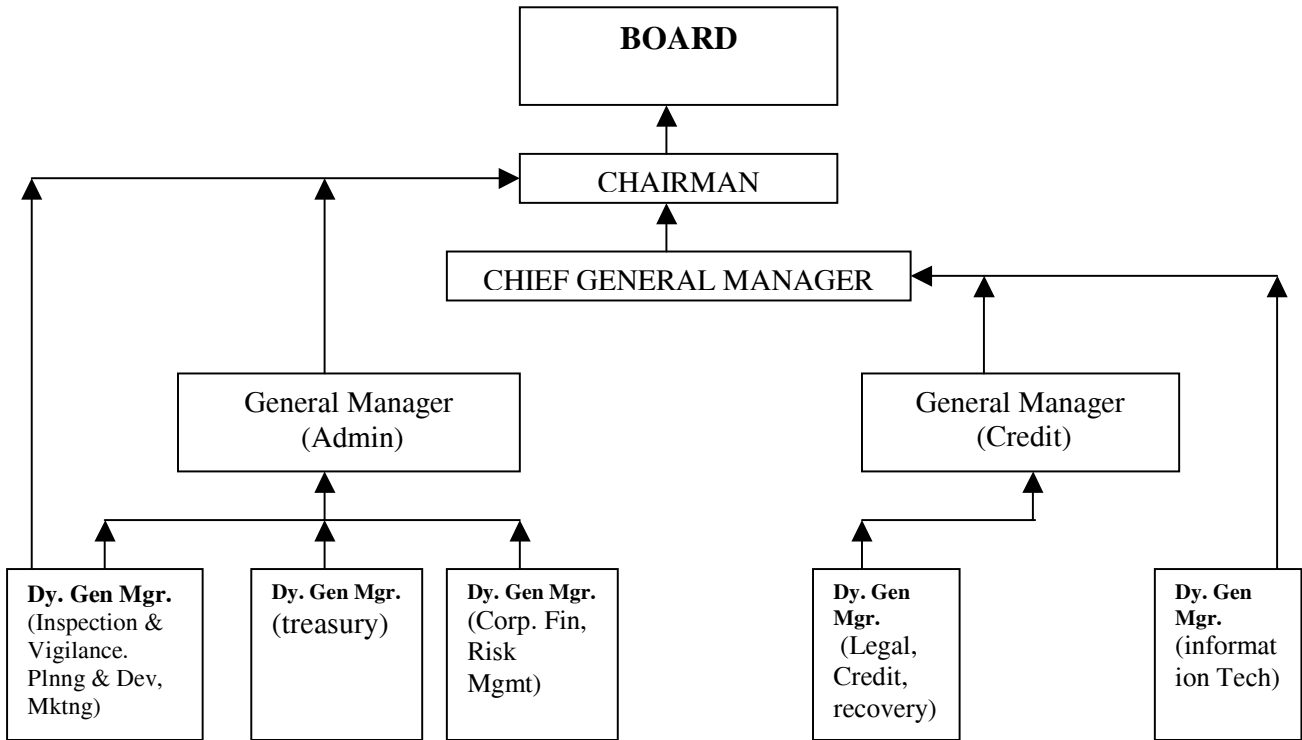 BOARD
CHAIRMAN
CHIEF GENERAL MANAGER
General Manager
(Admin)
General Manager
(Credit)
Dy. Gen Mgr.
(Inspection &
Vigilance.
Plnng & Dev,
Mktng)
Dy. Gen Mgr.
(treasury)
Dy. Gen Mgr.
(Corp. Fin,
Risk
Mgmt)
Dy. Gen
Mgr.
(Legal,
Credit,
recovery)
Dy. Gen
Mgr.
(informat
ion Tech)